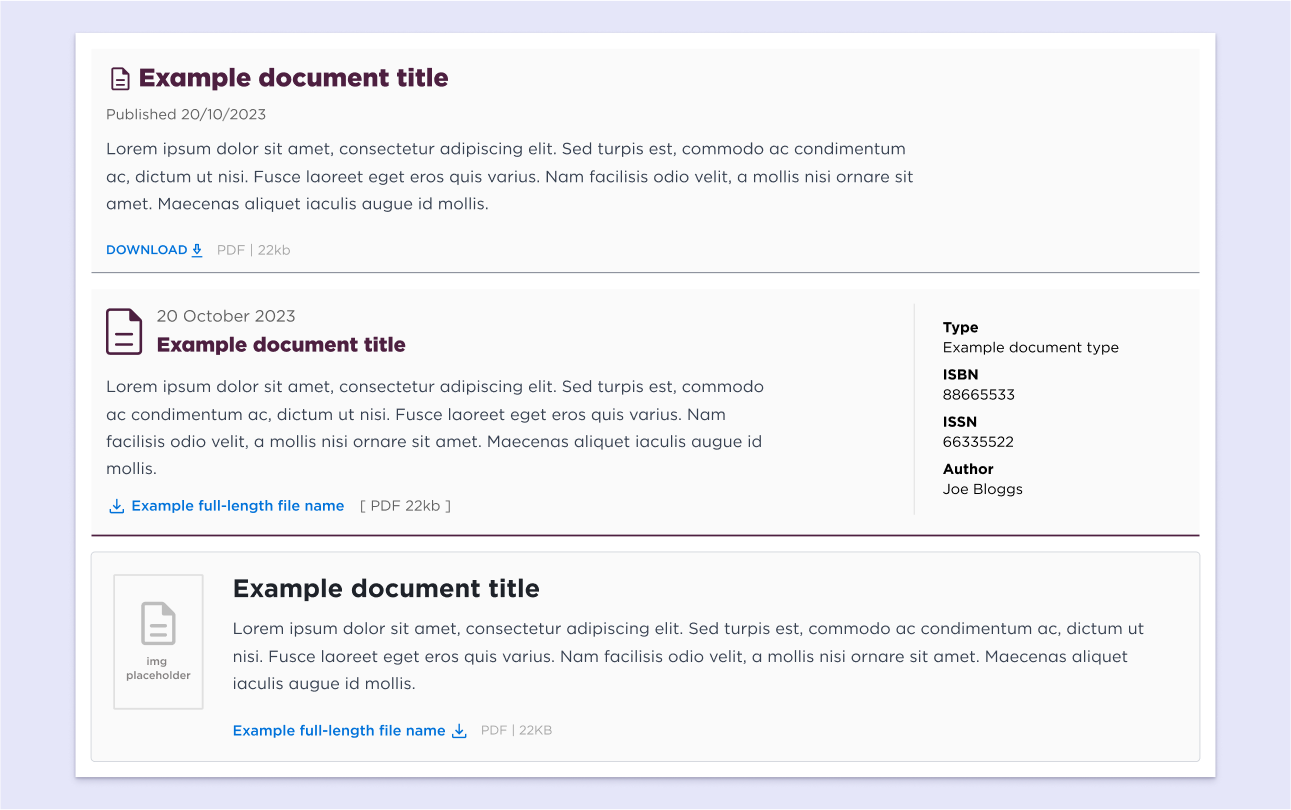 Example document title
Published 20/10/2023
Lorem ipsum dolor sit amet, consectetur adipiscing elit. Sed turpis est, commodo ac condimentum
ac, dictum ut nisi. Fusce laoreet eget eros quis varius. Nam facilisis odio velit, a mollis nisi ornare sit
amet. Maecenas aliquet iaculis augue id mollis.
DOWNLOAD PDF | 22kb
20 October 2023
Example document title
Lorem ipsum dolor sit amet, consectetur adipiscing elit. Sed turpis est, commodo
ac condimentum ac, dictum ut nisi. Fusce laoreet eget eros quis varius. Nam
facilisis odio velit, a mollis nisi ornare sit amet. Maecenas aliquet iaculis augue id
mollis.
Example full-length file name [ PDF 22kb ]
Type
Example document type
ISBN
88665533
ISSN
66335522
Author
Joe Bloggs
img
placeholder
Example document title
Lorem ipsum dolor sit amet, consectetur adipiscing elit. Sed turpis est, commodo ac condimentum ac, dictum ut
nisi. Fusce laoreet eget eros quis varius. Nam facilisis odio velit, a mollis nisi ornare sit amet. Maecenas aliquet
iaculis augue id mollis.
Example full-length file name PDF | 22KB